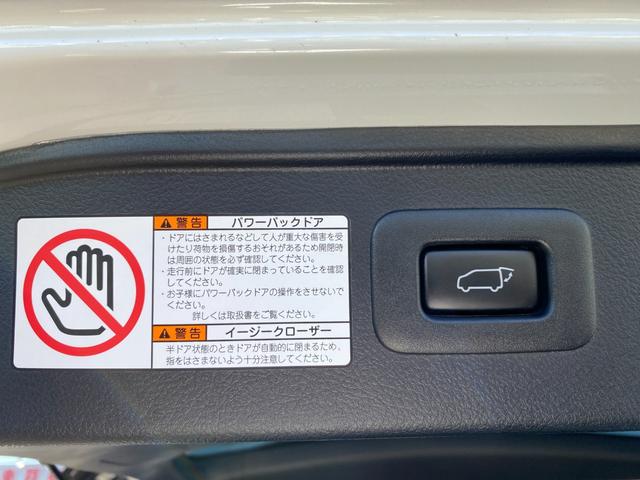 警告 パワーバックドア
・ドアにはさまれるなどして人が重大な傷害を受
けたり荷物を損傷するおそれがあるため開閉時
は周囲の状態を必ず確認してください。
・走行前にドアが確実に閉まっていることを確認
してください。
・お子様にパワーバックドアの操作をさせないで
ください。
詳しくは取扱書をご覧ください。
警告 イージークローザー
半ドア状態のときドアが自動的に閉まるため、
指をはさまないよう十分注意してください。